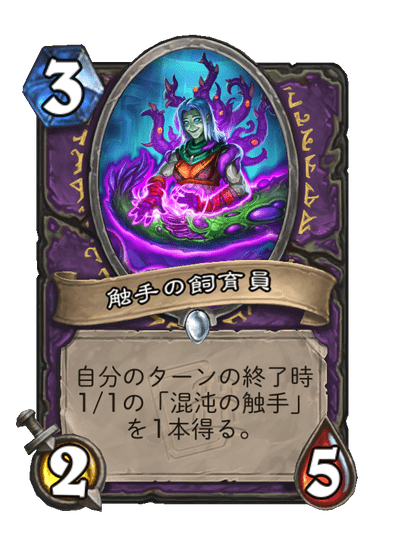 3
触手の飼育員
自分のターンの終了時
1/1の「混沌の触手」
を1本得る。
2
5